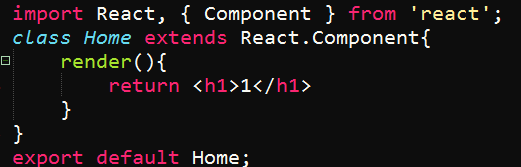 import React, { Component } from 'react';
class Home extends React.Component{
    render(){
        return <h1>1</h1>
    }
}
export default Home;